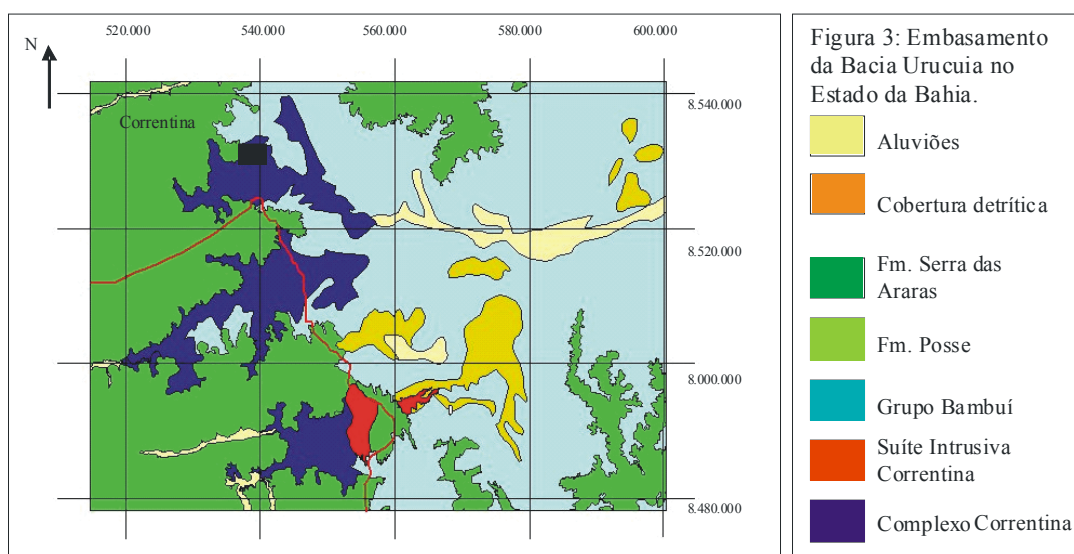 520.000 540.000 560.000 580.000 600.000
N
8.540.000
Correntina
8.520.000
8.000.000
8.480.000
Figura 3: Embasamento
da Bacia Urucuia no
Estado da Bahia.
Aluviões
Cobertura detrítica
Fm. Serra das
Araras
Fm. Posse
Grupo Bambuí
Suíte Intrusiva
Correntina
Complexo Correntina